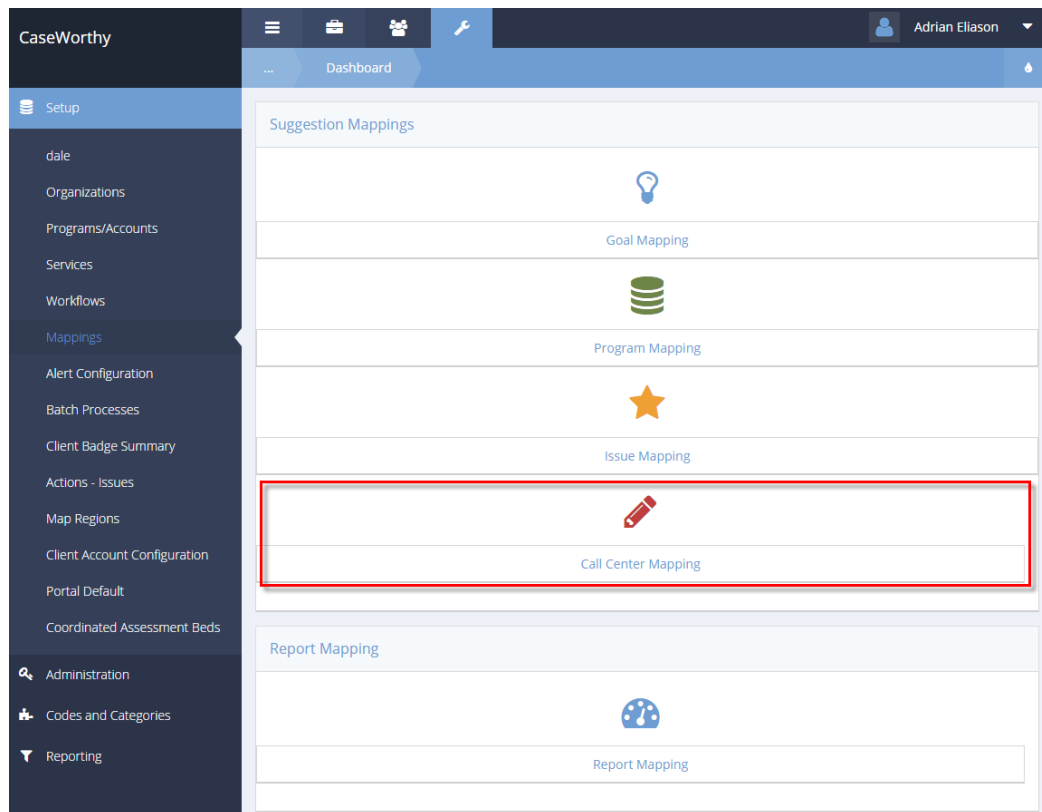 CaseWorthy
Adrian Eliason
... Dashboard
Setup
dale
Organizations
Programs/Accounts
Services
Workflows
Mappings
Alert Configuration
Batch Processes
Client Badge Summary
Actions - Issues
Map Regions
Client Account Configuration
Portal Default
Coordinated Assessment Beds
Administration
Codes and Categories
Reporting
Suggestion Mappings
Goal Mapping
Program Mapping
Issue Mapping
Call Center Mapping
Report Mapping
Report Mapping